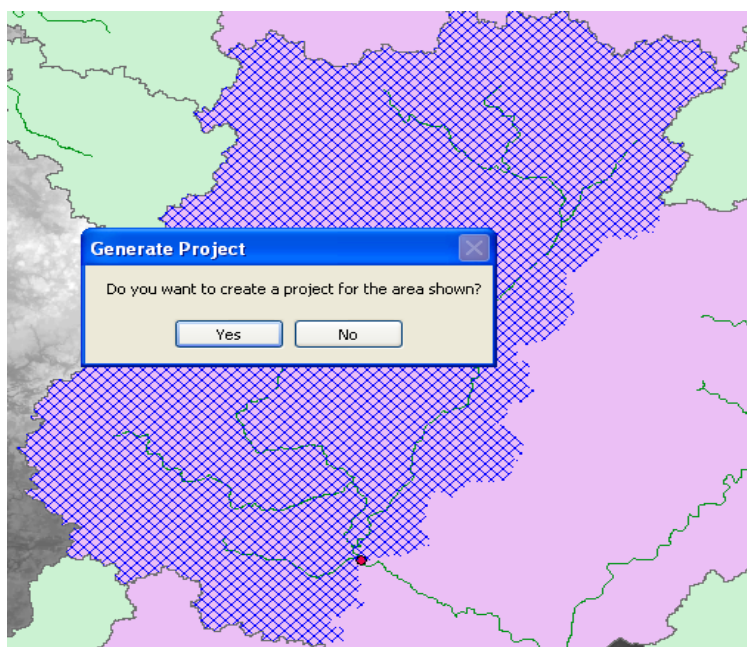 Generate Project
Do you want to create a project for the area shown?
Yes
No